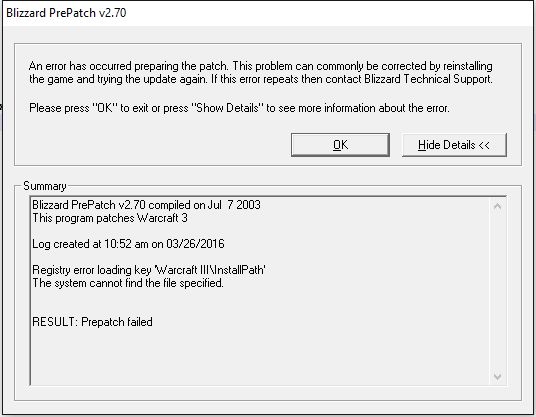 Blizzard PrePatch v2.70
An error has occurred preparing the patch. This problem can commonly be corrected by reinstalling
the game and trying the update again. If this error repeats then contact Blizzard Technical Support.
Please press "OK" to exit or press "Show Details" to see more information about the error.
OK
Hide Details <<
Summary
Blizzard PrePatch v2.70 compiled on Jul  7 2003
This program patches Warcraft 3
Log created at 10:52 am on 03/26/2016
Registry error loading key 'Warcraft III\InstallPath'
The system cannot find the file specified.
RESULT: Prepatch failed